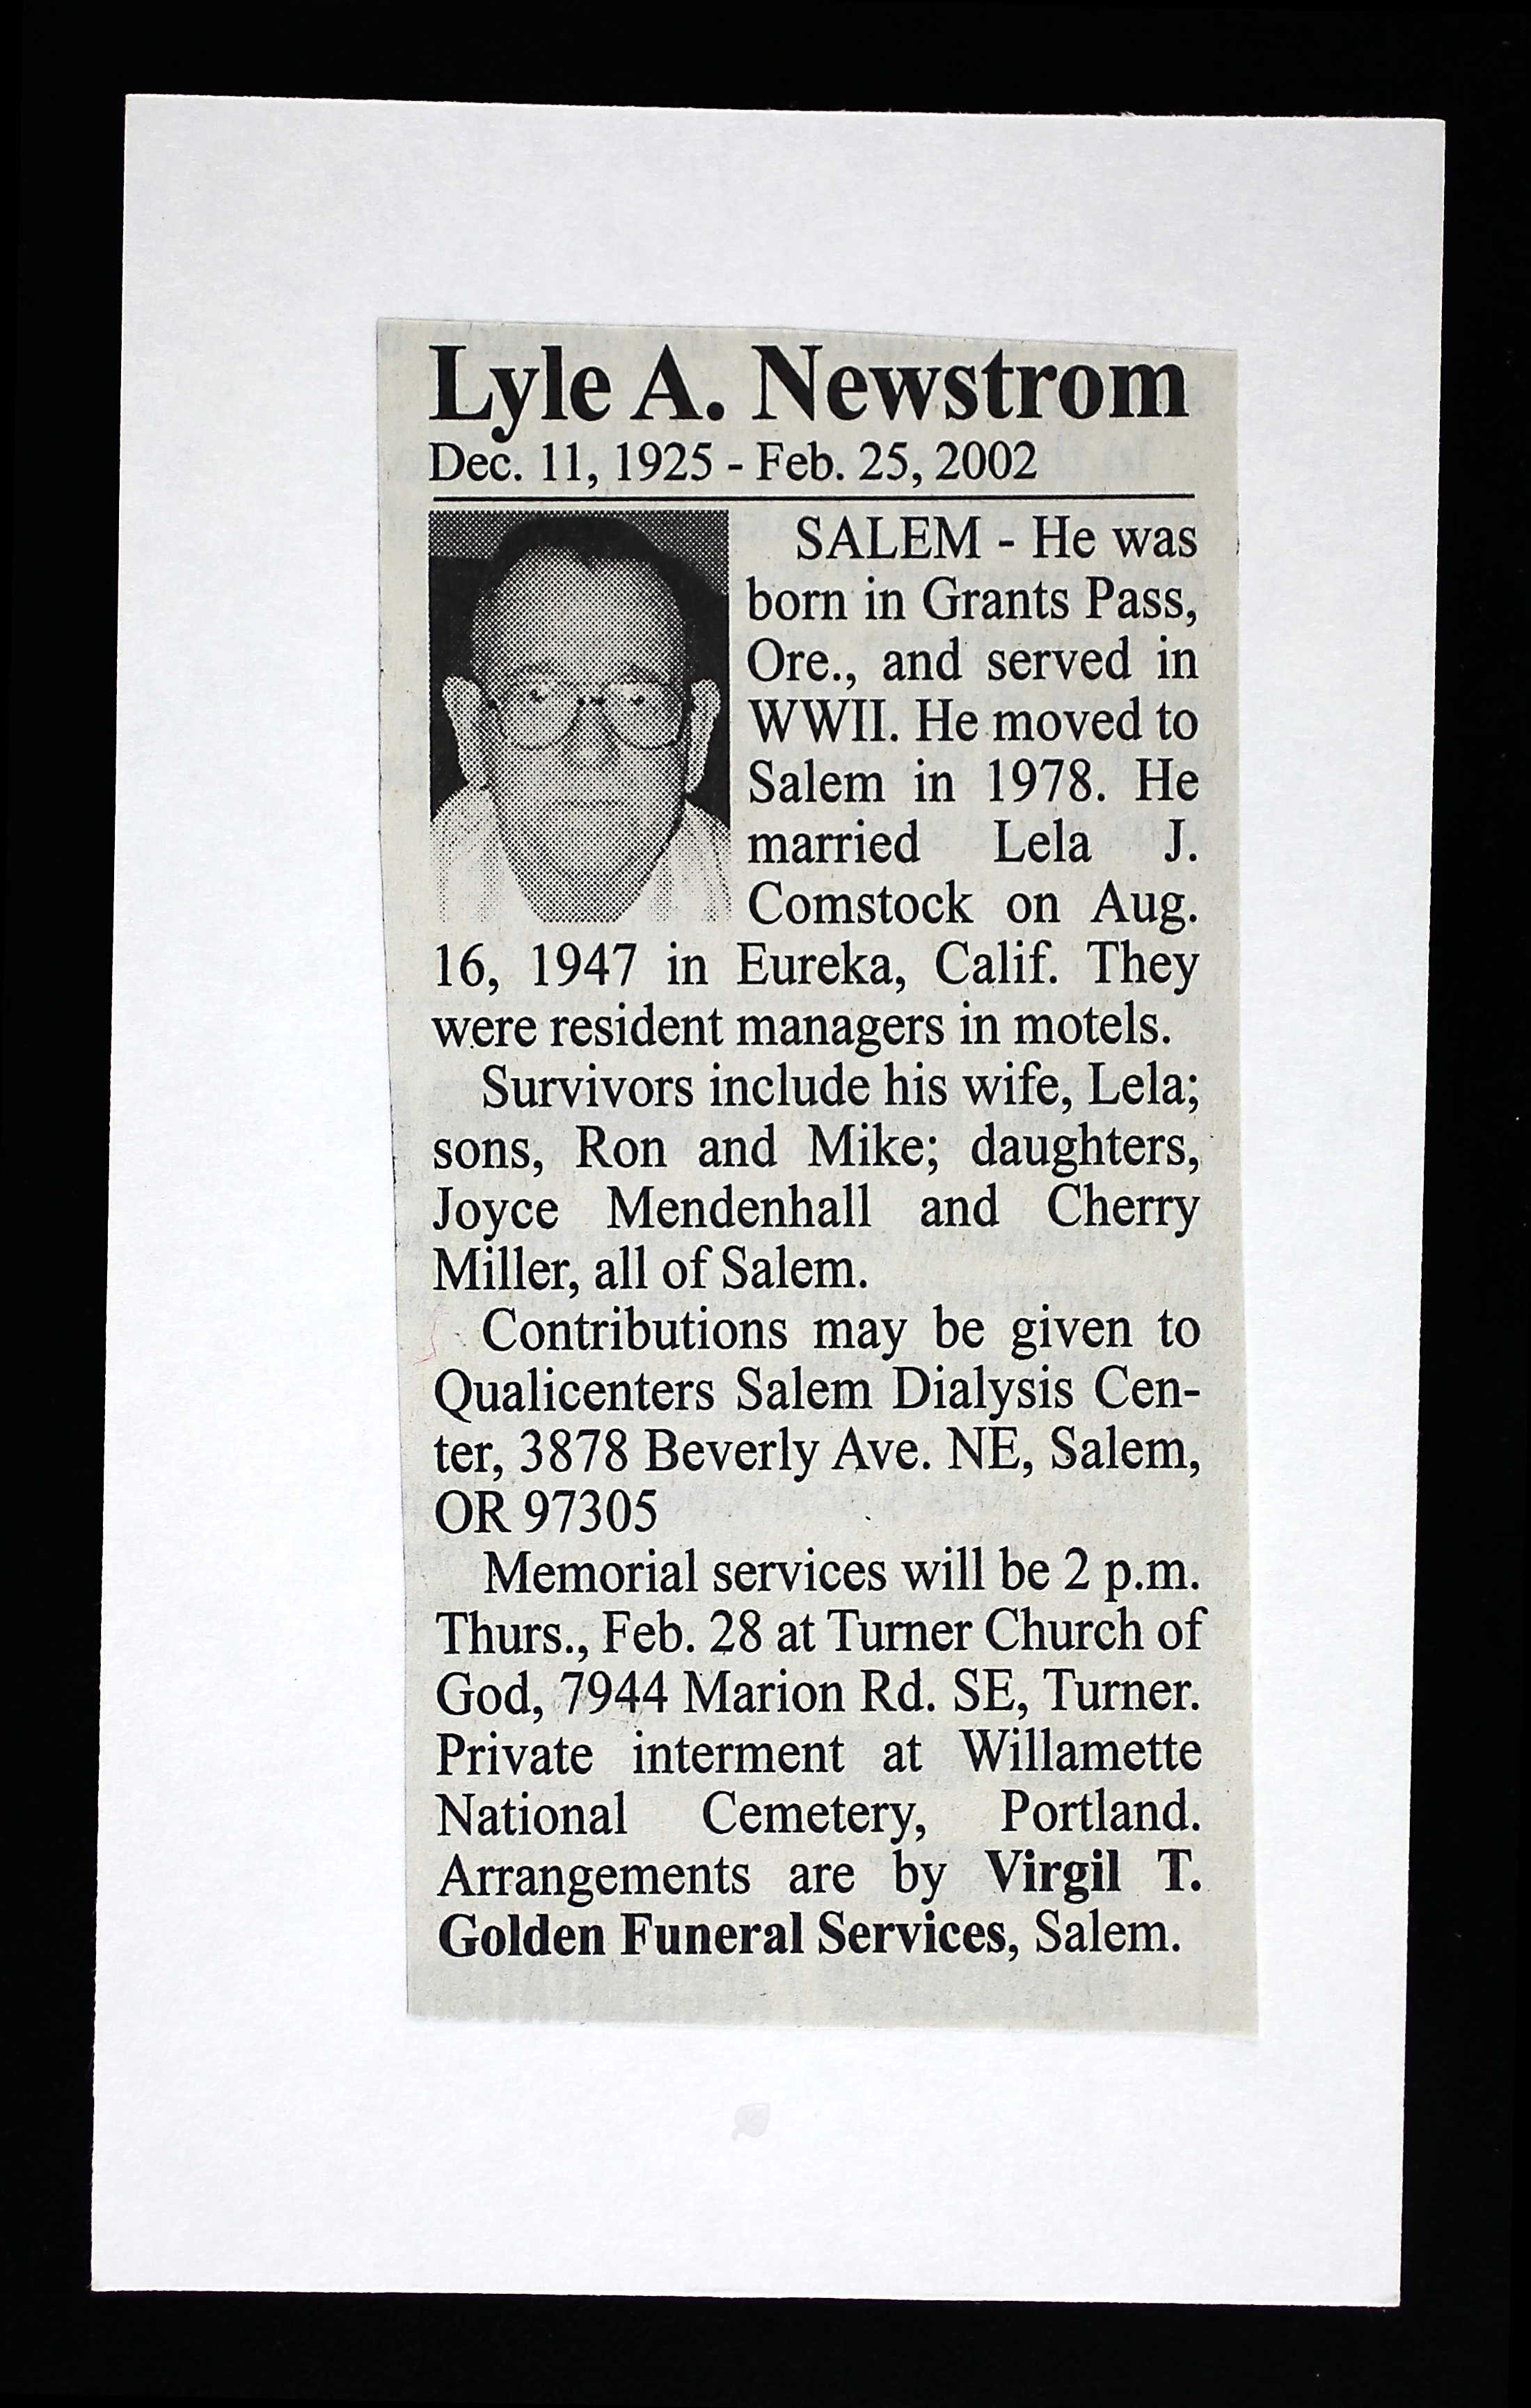 Lyle A. Newstrom
Dec. 11, 1925 - Feb. 25, 2002
SALEM - He was
born in Grants Pass,
Ore., and served in
WWII. He moved to
Salem in 1978. He
married Lela J.
Comstock on Aug.
16, 1947 in Eureka, Calif. They
were resident managers in motels.
Survivors include his wife, Lela;
sons, Ron and Mike; daughters,
Joyce Mendenhall and Cherry
Miller, all of Salem.
Contributions may be given to
Qualicenters Salem Dialysis Cen-
ter, 3878 Beverly Ave. NE, Salem,
OR 97305
Memorial services will be 2 p.m.
Thurs., Feb. 28 at Turner Church of
God, 7944 Marion Rd. SE, Turner.
Private interment at Willamette
National Cemetery, Portland.
Arrangements are by Virgil T.
Golden Funeral Services, Salem.